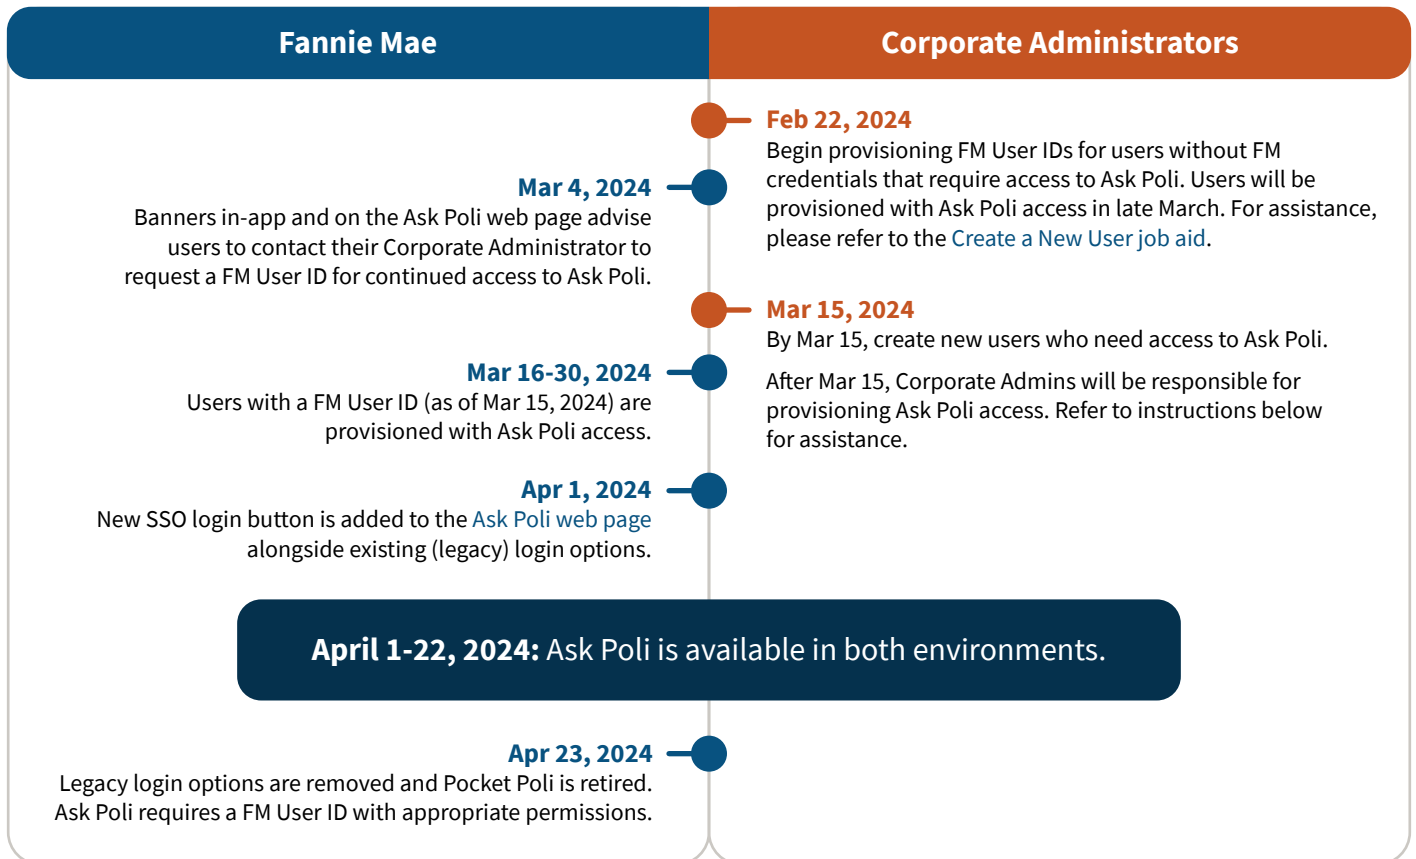 Fannie Mae
Corporate Administrators
Feb 22, 2024
Begin provisioning FM User IDs for users without FM
credentials that require access to Ask Poli. Users will be
provisioned with Ask Poli access in late March. For assistance,
please refer to the Create a New User job aid.
Mar 4, 2024
Banners in-app and on the Ask Poli web page advise
users to contact their Corporate Administrator to
request a FM User ID for continued access to Ask Poli.
Mar 15, 2024
By Mar 15, create new users who need access to Ask Poli.
After Mar 15, Corporate Admins will be responsible for
provisioning Ask Poli access. Refer to instructions below
for assistance.
Mar 16-30, 2024
Users with a FM User ID (as of Mar 15, 2024) are
provisioned with Ask Poli access.
Apr 1, 2024
New SSO login button is added to the Ask Poli web page
alongside existing (legacy) login options.
April 1-22, 2024: Ask Poli is available in both environments.
Apr 23, 2024
Legacy login options are removed and Pocket Poli is retired.
Ask Poli requires a FM User ID with appropriate permissions.